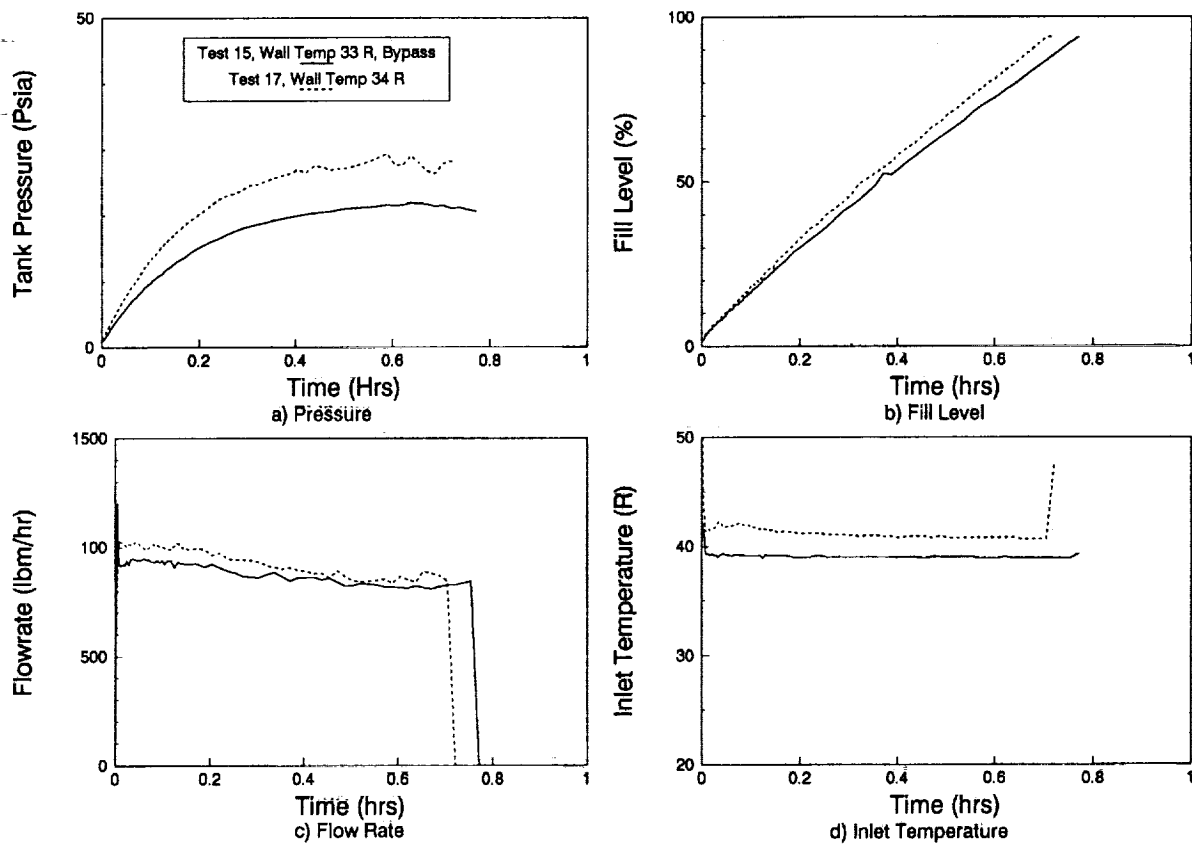 50
Test 15, Wall Temp 33 R, Bypass
Test 17, Wall Temp 34 R
Tank Pressure (Psia)
0
0 0.2 0.4 0.6 0.8 1
Time (Hrs)
a) Pressure
100
50
Fill Level (%)
0
0 0.2 0.4 0.6 0.8 1
Time (hrs)
b) Fill Level
1500
100
500
0
Flowrate (lbm/hr)
0 0.2 0.4 0.6 0.8 1
Time (hrs)
c) Flow Rate
50
40
30
20
Inlet Temperature (R)
0 0.2 0.4 0.6 0.8 1
Time (hrs)
d) Inlet Temperature